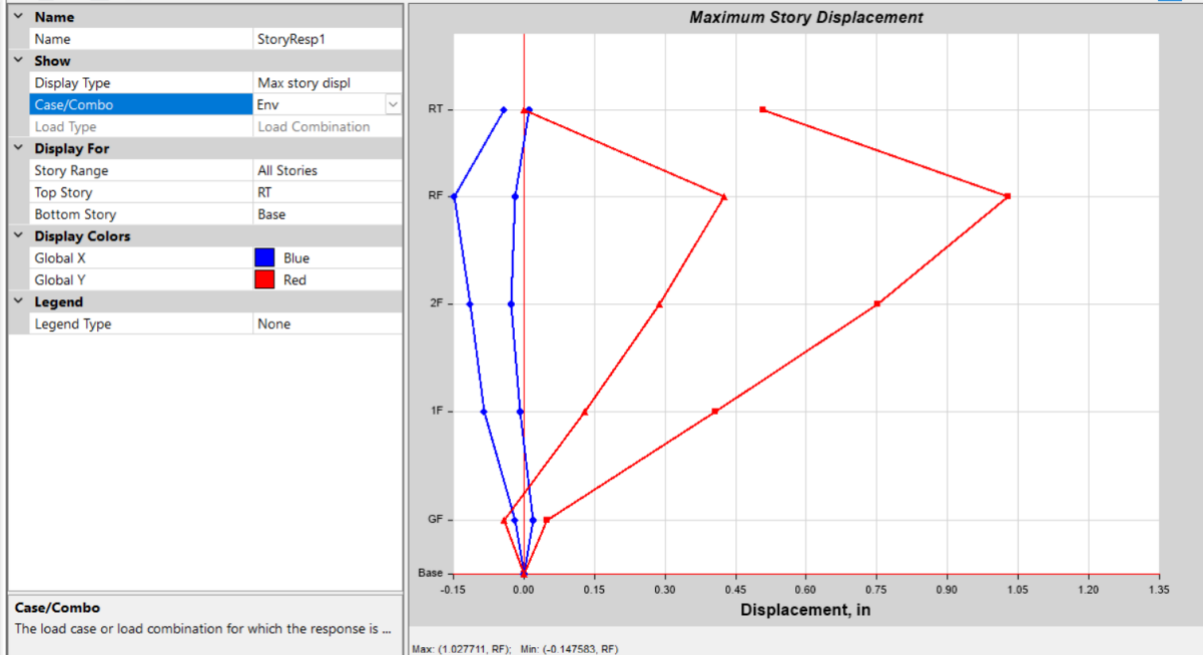 Name
Name StoryResp1
Show
Display Type Max story displ
Case/Combo Env
Load Type Load Combination
Display For
Story Range All Stories
Top Story RT
Bottom Story Base
Display Colors
Global X Blue
Global Y Red
Legend
Legend Type None
Case/Combo
The load case or load combination for which the response is ...
Maximum Story Displacement
RT
RF
2F
1F
GF
Base
-0.15 0.00 0.15 0.30 0.45 0.60 0.75 0.90 1.05 1.20 1.35
Displacement, in
Max: (1.027711, RF); Min: (-0.147583, RF)